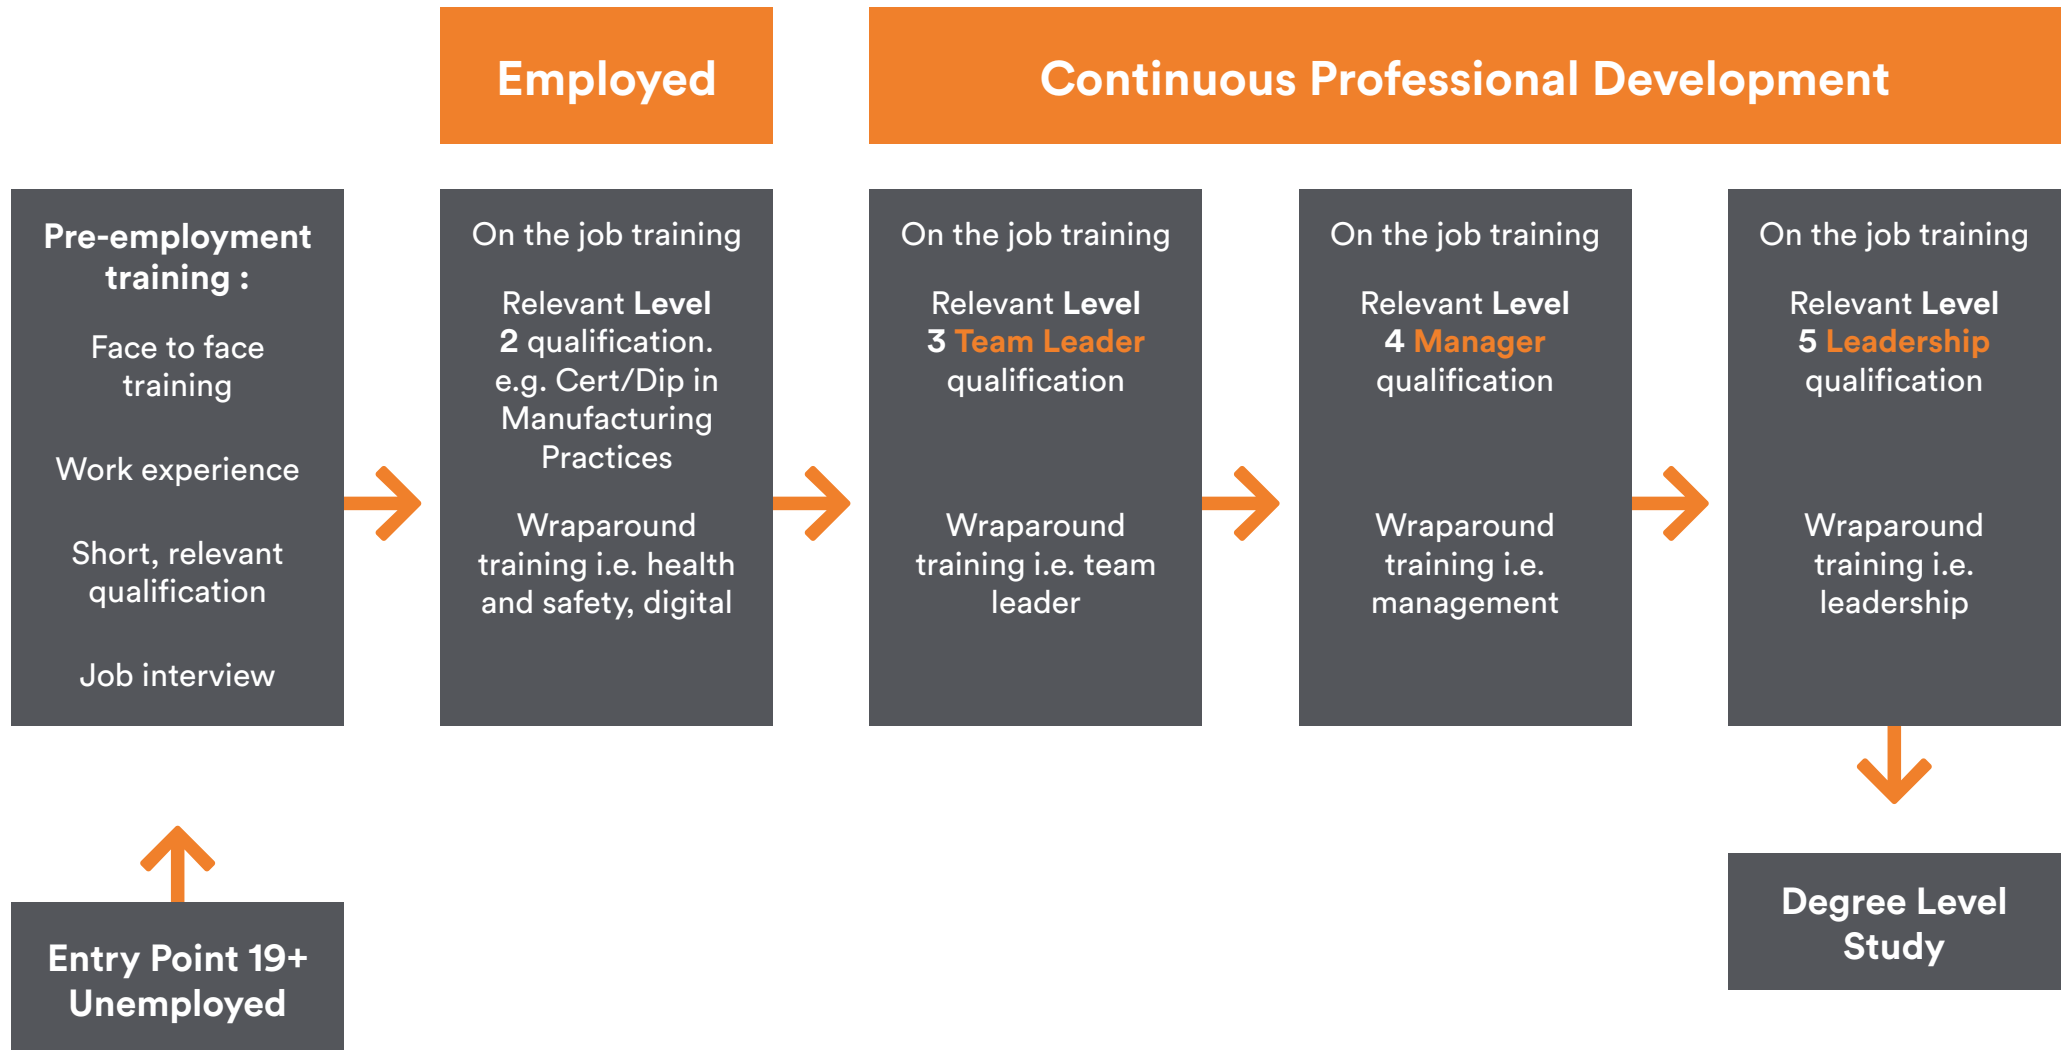 Employed
Continuous Professional Development
Pre-employment
training :
Face to face
training
Work experience
Short, relevant
qualification
Job interview
On the job training
Relevant Level
2 qualification.
e.g. Cert/Dip in
Manufacturing
Practices
Wraparound
training i.e. health
and safety, digital
On the job training
Relevant Level
3 Team Leader
qualification
Wraparound
training i.e. team
leader
On the job training
Relevant Level
4 Manager
qualification
Wraparound
training i.e.
management
On the job training
Relevant Level
5 Leadership
qualification
Wraparound
training i.e.
leadership
Entry Point 19+
Unemployed
Degree Level
Study